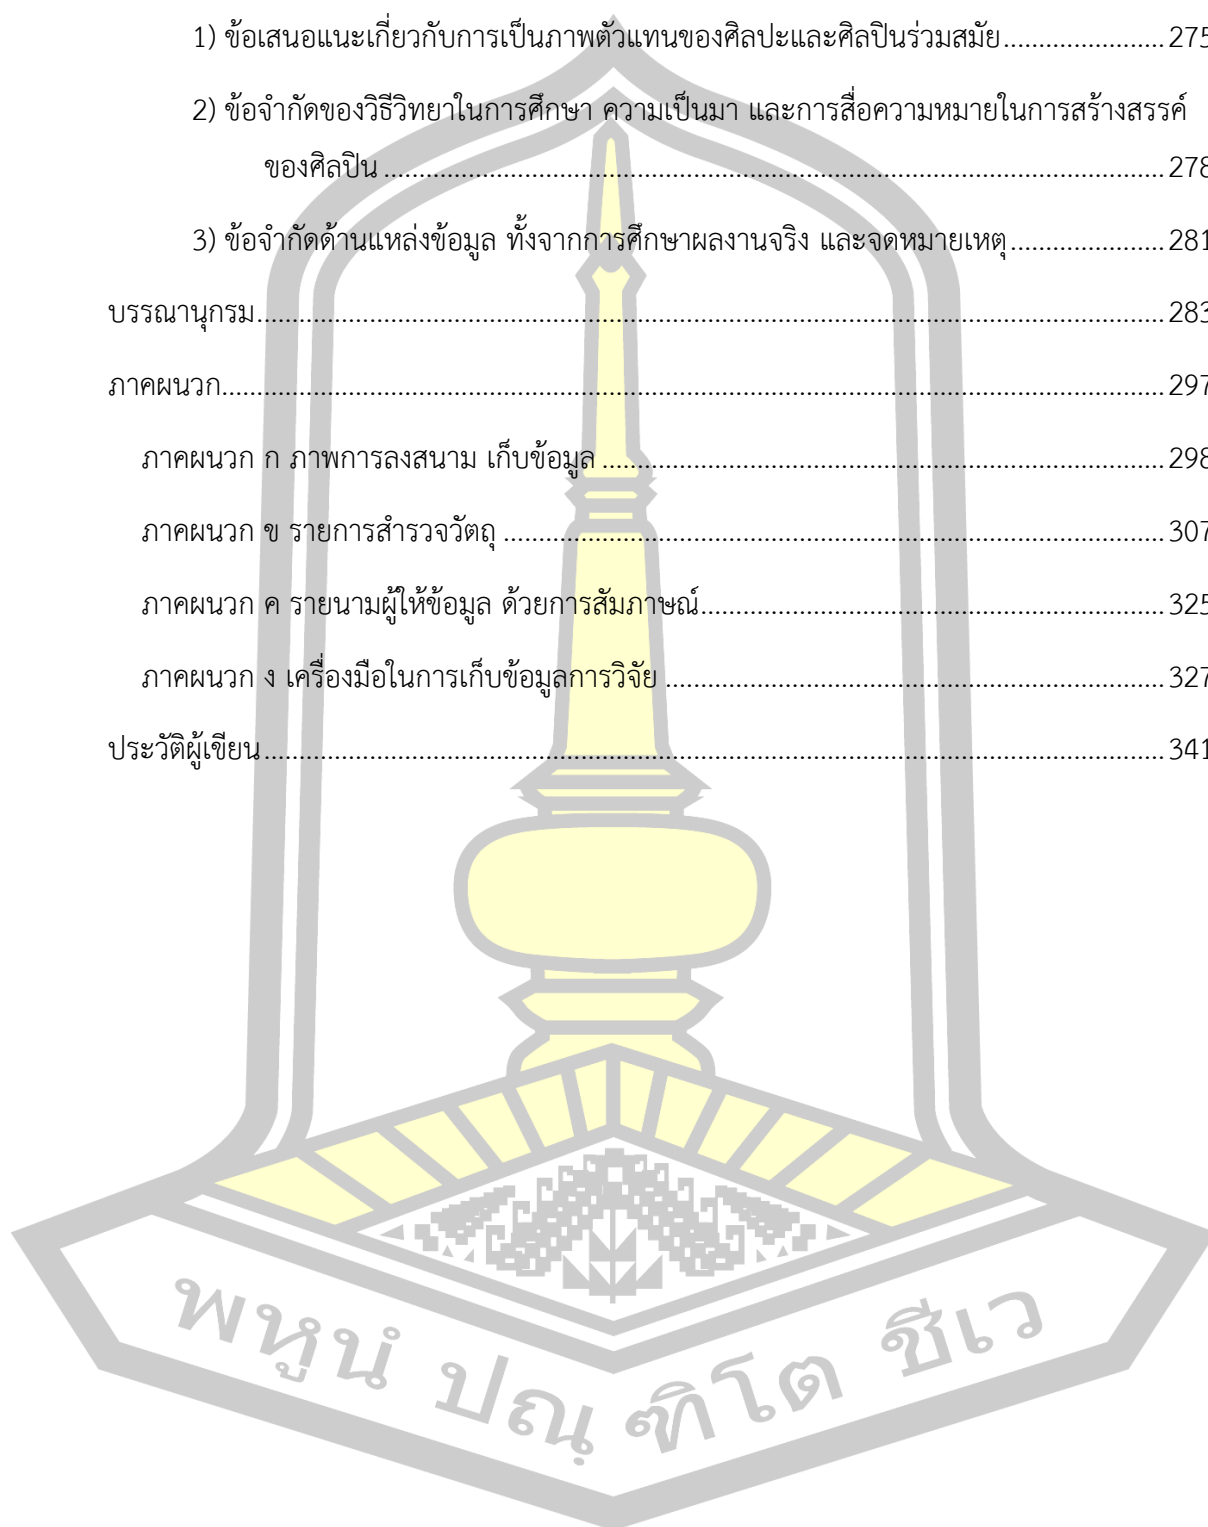 1) ข้อเสนอแนะเกี่ยวกับการเป็นภาพตัวแทนของศิลปะและศิลปินร่วมสมัย........................ 275
2) ข้อจำกัดของวิธีวิทยาในการศึกษา ความเป็นมา และการสื่อความหมายในการสร้างสรรค์
ของศิลปิน ........................ 278
3) ข้อจำกัดด้านแหล่งข้อมูล ทั้งจากการศึกษาผลงานจริง และจดหมายเหตุ........................ 281
บรรณานุกรม........................ 283
ภาคผนวก........................ 297
ภาคผนวก ก ภาพการลงสนาม เก็บข้อมูล ........................ 298
ภาคผนวก ข รายการสำรวจวัตถุ ........................ 307
ภาคผนวก ค รายนามผู้ให้ข้อมูล ด้วยการสัมภาษณ์........................ 325
ภาคผนวก ง เครื่องมือในการเก็บข้อมูลการวิจัย ........................ 327
ประวัติผู้เขียน........................ 341
พหูนํ ปณฺฑิโต ชีเว